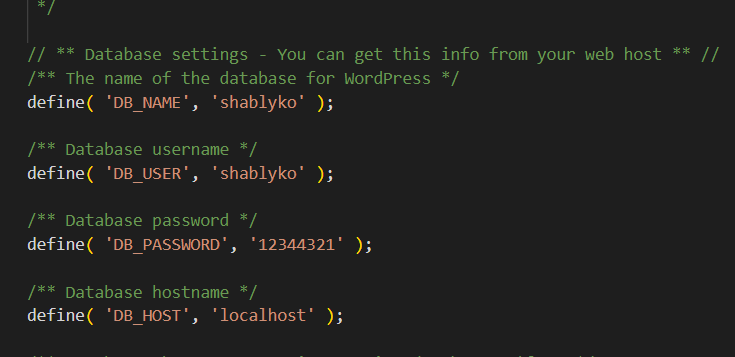 */
// ** Database settings - You can get this info from your web host ** //
/** The name of the database for WordPress */
define( 'DB_NAME', 'shablyko' );
/** Database username */
define( 'DB_USER', 'shablyko' );
/** Database password */
define( 'DB_PASSWORD', '12344321' );
/** Database hostname */
define( 'DB_HOST', 'localhost' );